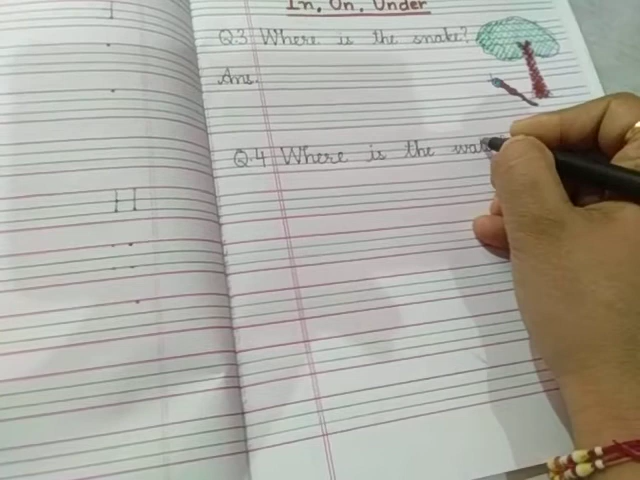 In, On, Under
Q.3 Where is the snake?
Ans.
Q.4 Where is the